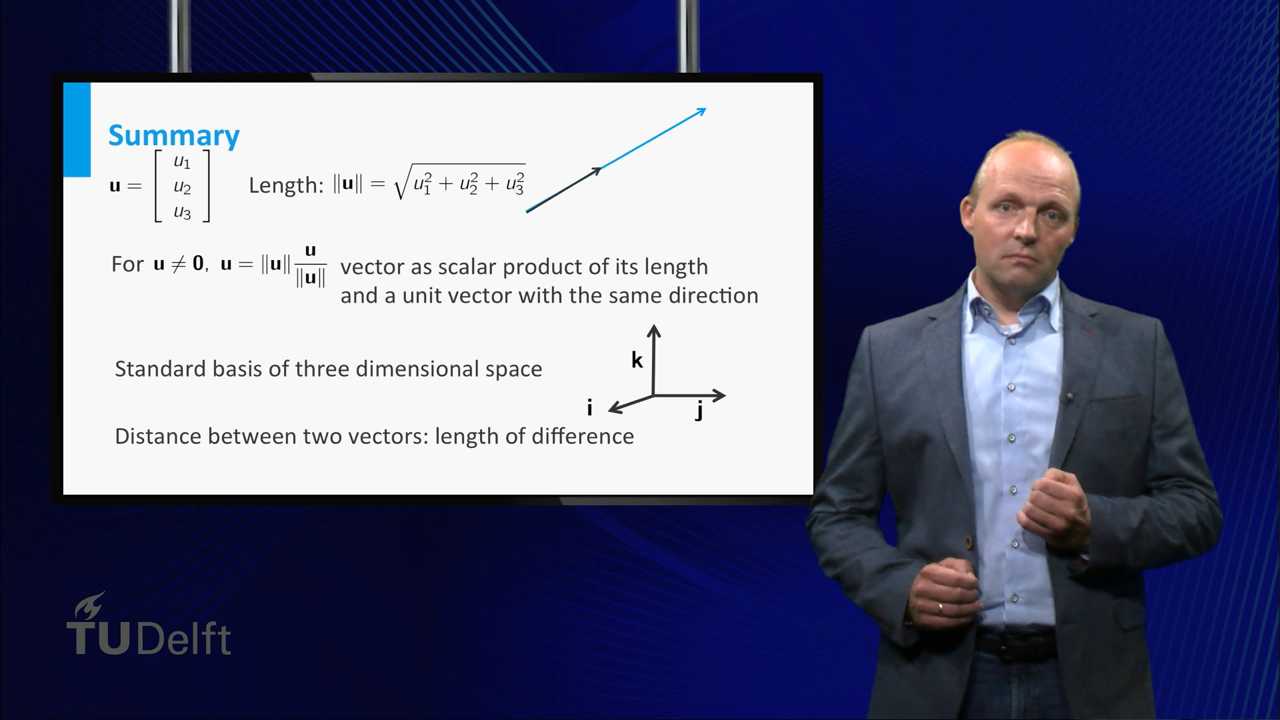 Summary
u = [ u₁ u₂ u₃ ] Length: ‖u‖ = √(u₁² + u₂² + u₃²)
For u ≠ 0, u = ‖u‖ u/‖u‖ vector as scalar product of its length
and a unit vector with the same direction
k
Standard basis of three dimensional space
i j
Distance between two vectors: length of difference
TUDelft